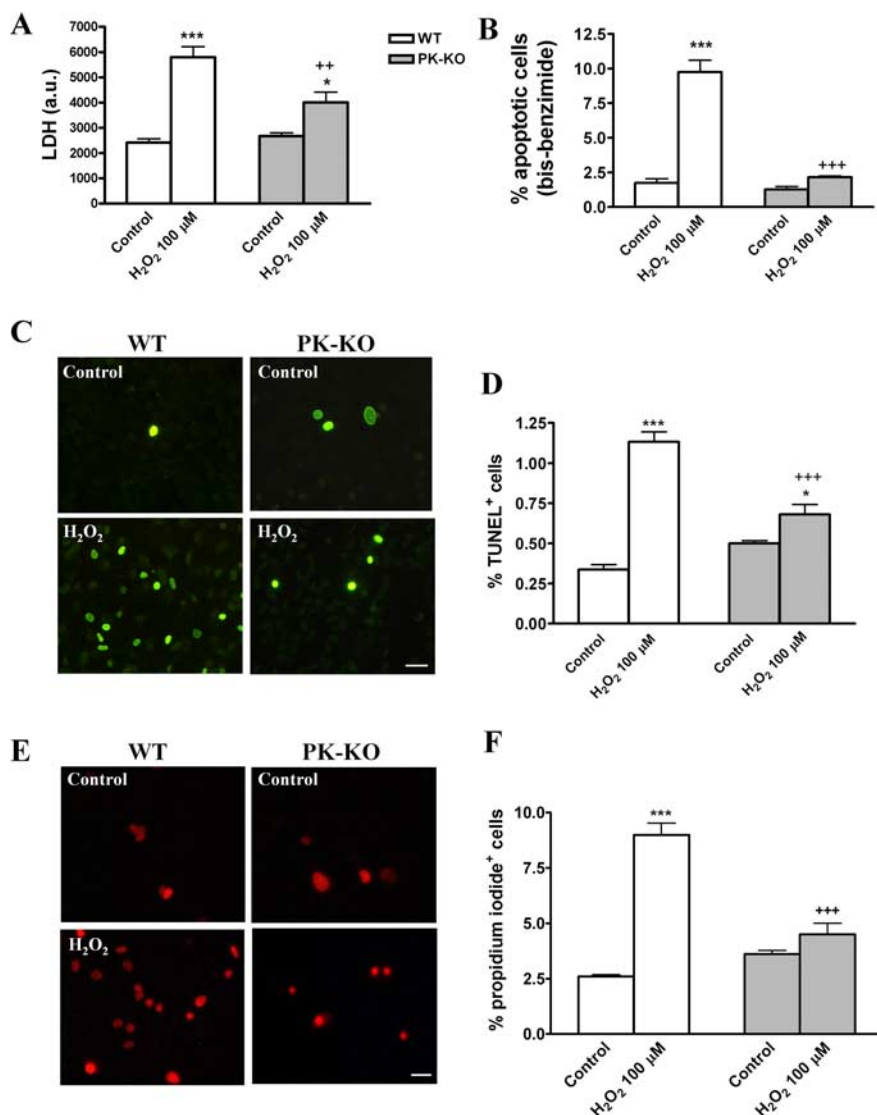 A
LDH (a.u.)
7000
6000
5000
4000
3000
2000
1000
0
***
++
*
Control
H₂O₂ 100 μM
Control
H₂O₂ 100 μM
WT
PK-KO
B
% apoptotic cells
(bis-benzimide)
12.5
10.0
7.5
5.0
2.5
0.0
***
+++
Control
H₂O₂ 100 μM
Control
H₂O₂ 100 μM
C
WT
PK-KO
Control
Control
H₂O₂
H₂O₂
D
% TUNEL⁺ cells
1.25
1.00
0.75
0.50
0.25
0.00
***
+++
*
Control
H₂O₂ 100 μM
Control
H₂O₂ 100 μM
E
WT
PK-KO
Control
Control
H₂O₂
F
% propidium iodide⁺ cells
10.0
7.5
5.0
2.5
0.0
***
+++
Control
H₂O₂ 100 μM
Control
H₂O₂ 100 μM